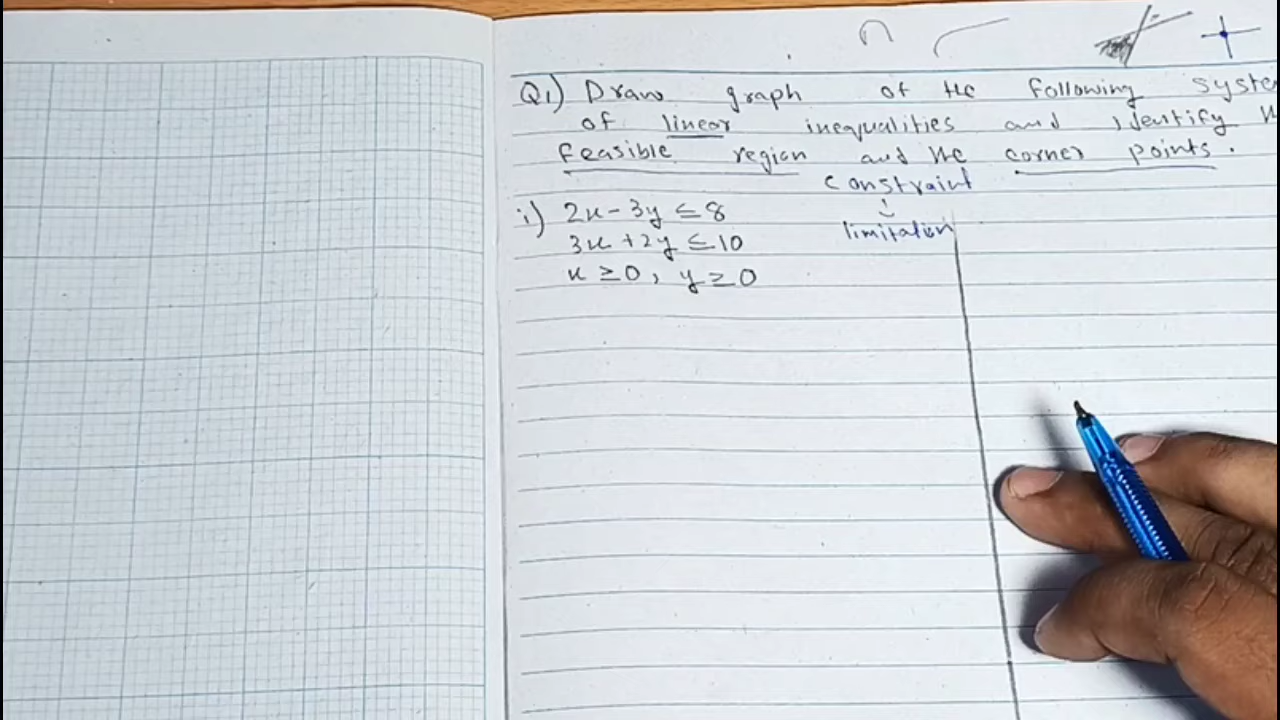 Q1) Draw graph of the following syste
of linear inequalities and identify
feasible region and the corner points.
constraint
limitation
i) 2x - 3y ≤ 8
3x + 2y ≤ 10
x ≥ 0, y ≥ 0